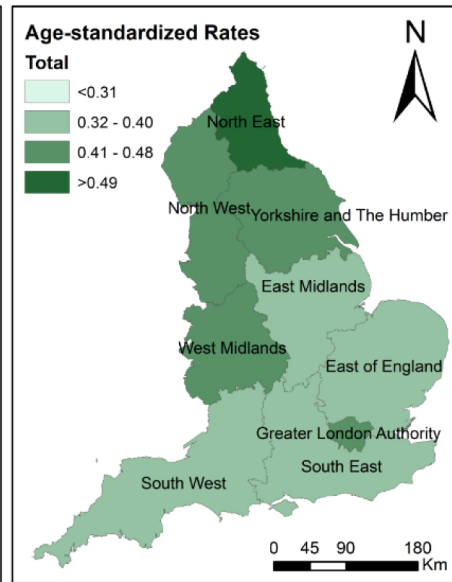 Age-standardized Rates
Total
<0.31
0.32 - 0.40
0.41 - 0.48
>0.49
N
North East
North West
Yorkshire and The Humber
East Midlands
West Midlands
East of England
Greater London Authority
South East
South West
0 45 90 180
Km